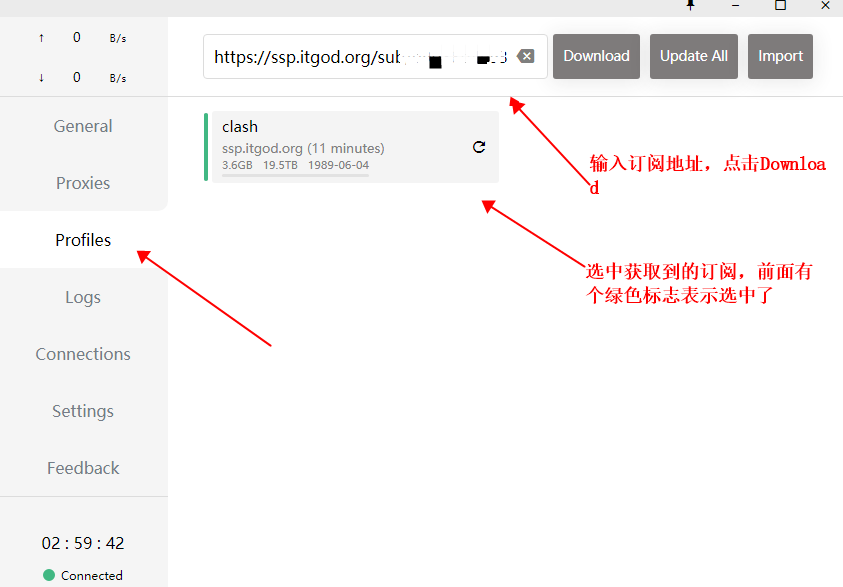 ↑ 0 B/s
↓ 0 B/s
https://ssp.itgod.org/sub
Download
Update All
Import
General
Proxies
Profiles
Logs
Connections
Settings
Feedback
02 : 59 : 42
Connected
clash
ssp.itgod.org (11 minutes)
3.6GB 19.5TB 1989-06-04
输入订阅地址，点击Downloa
d
选中获取到的订阅，前面有
个绿色标志表示选中了